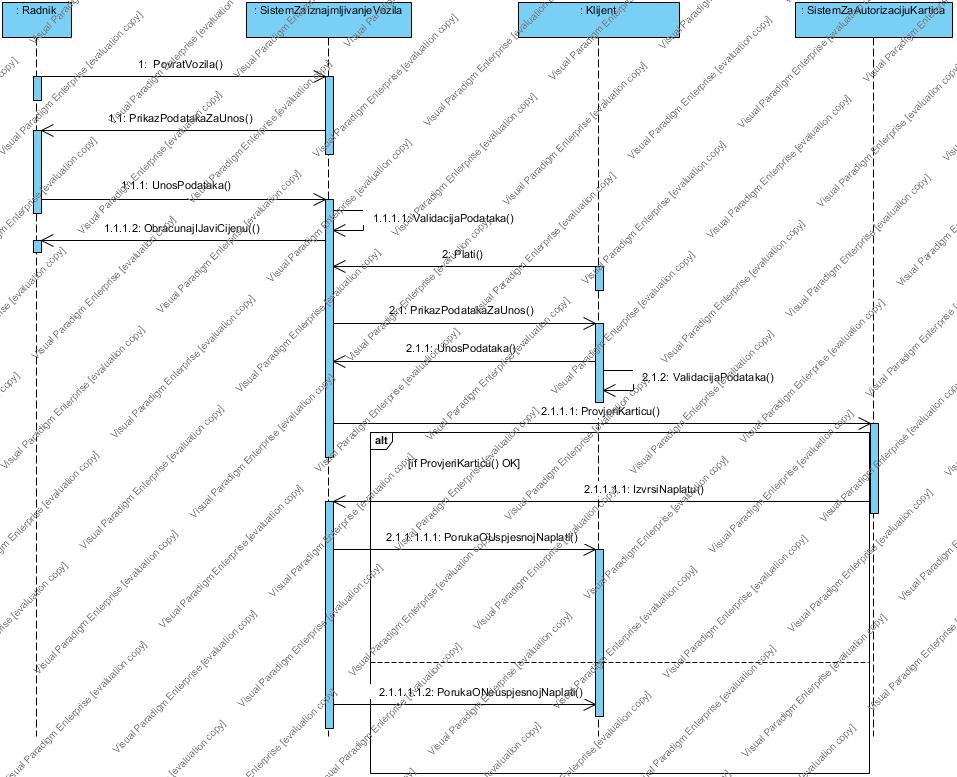 : Radnik
: SistemZaIznajmljivanjeVozila
: Klijent
: SistemZaAutorizacijuKartica
1: PovratVozila()
1.1: PrikazPodatakaZaUnos()
1.1.1: UnosPodataka()
1.1.1.1: ValidacijaPodataka()
1.1.1.2: ObracunajIJaviCijenu(()
2: Plati()
2.1: PrikazPodatakaZaUnos()
2.1.1: UnosPodataka()
2.1.2: ValidacijaPodataka()
2.1.1.1: ProvjeriKarticu()
alt
[if ProvjeriKarticu() OK]
2.1.1.1.1: IzvrsiNaplatu()
2.1.1.1.1.1: PorukaOUspjesnojNaplati()
2.1.1.1.1.2: PorukaONeuspjesnojNaplati()
Visual Paradigm Enterprise [evaluation copy]